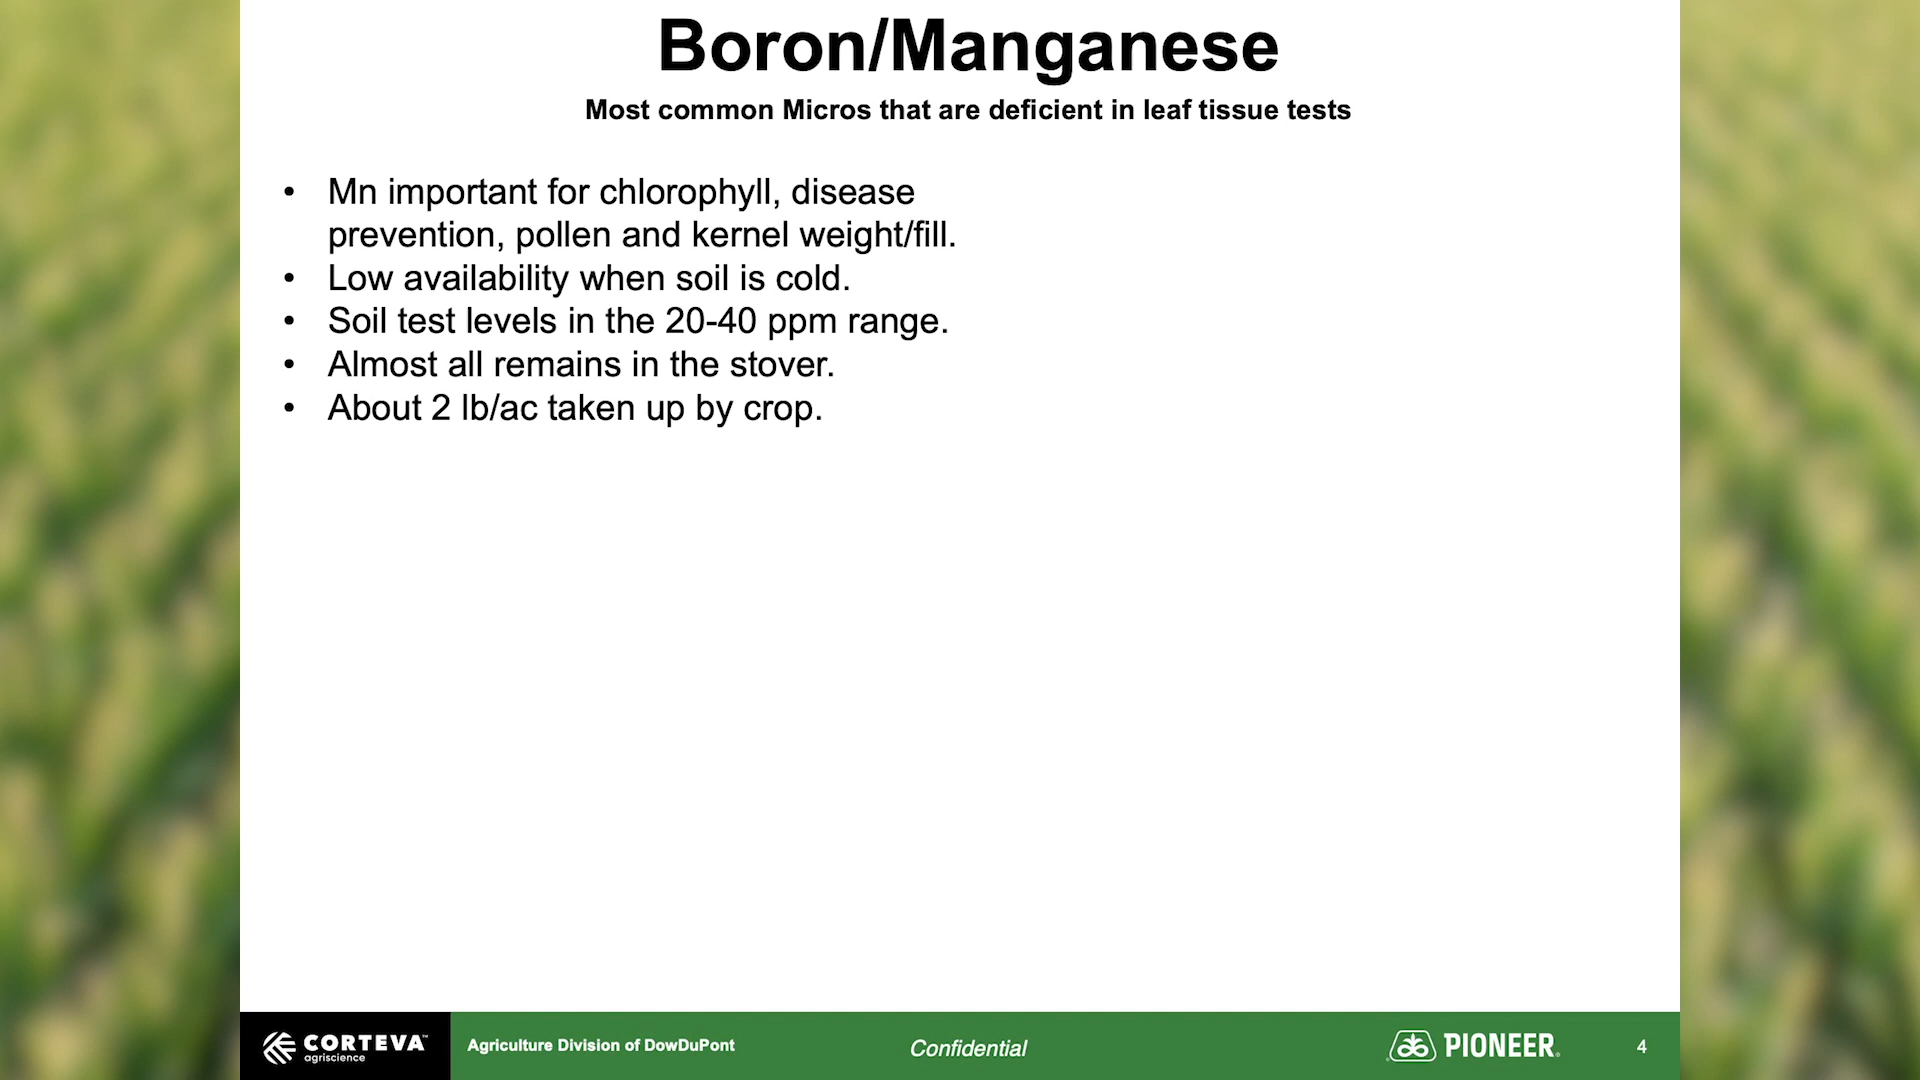 Boron/Manganese
Most common Micros that are deficient in leaf tissue tests
• Mn important for chlorophyll, disease
prevention, pollen and kernel weight/fill.
• Low availability when soil is cold.
• Soil test levels in the 20-40 ppm range.
• Almost all remains in the stover.
• About 2 lb/ac taken up by crop.
CORTEVA™
agriscience
Agriculture Division of DowDuPont
Confidential
PIONEER®
4